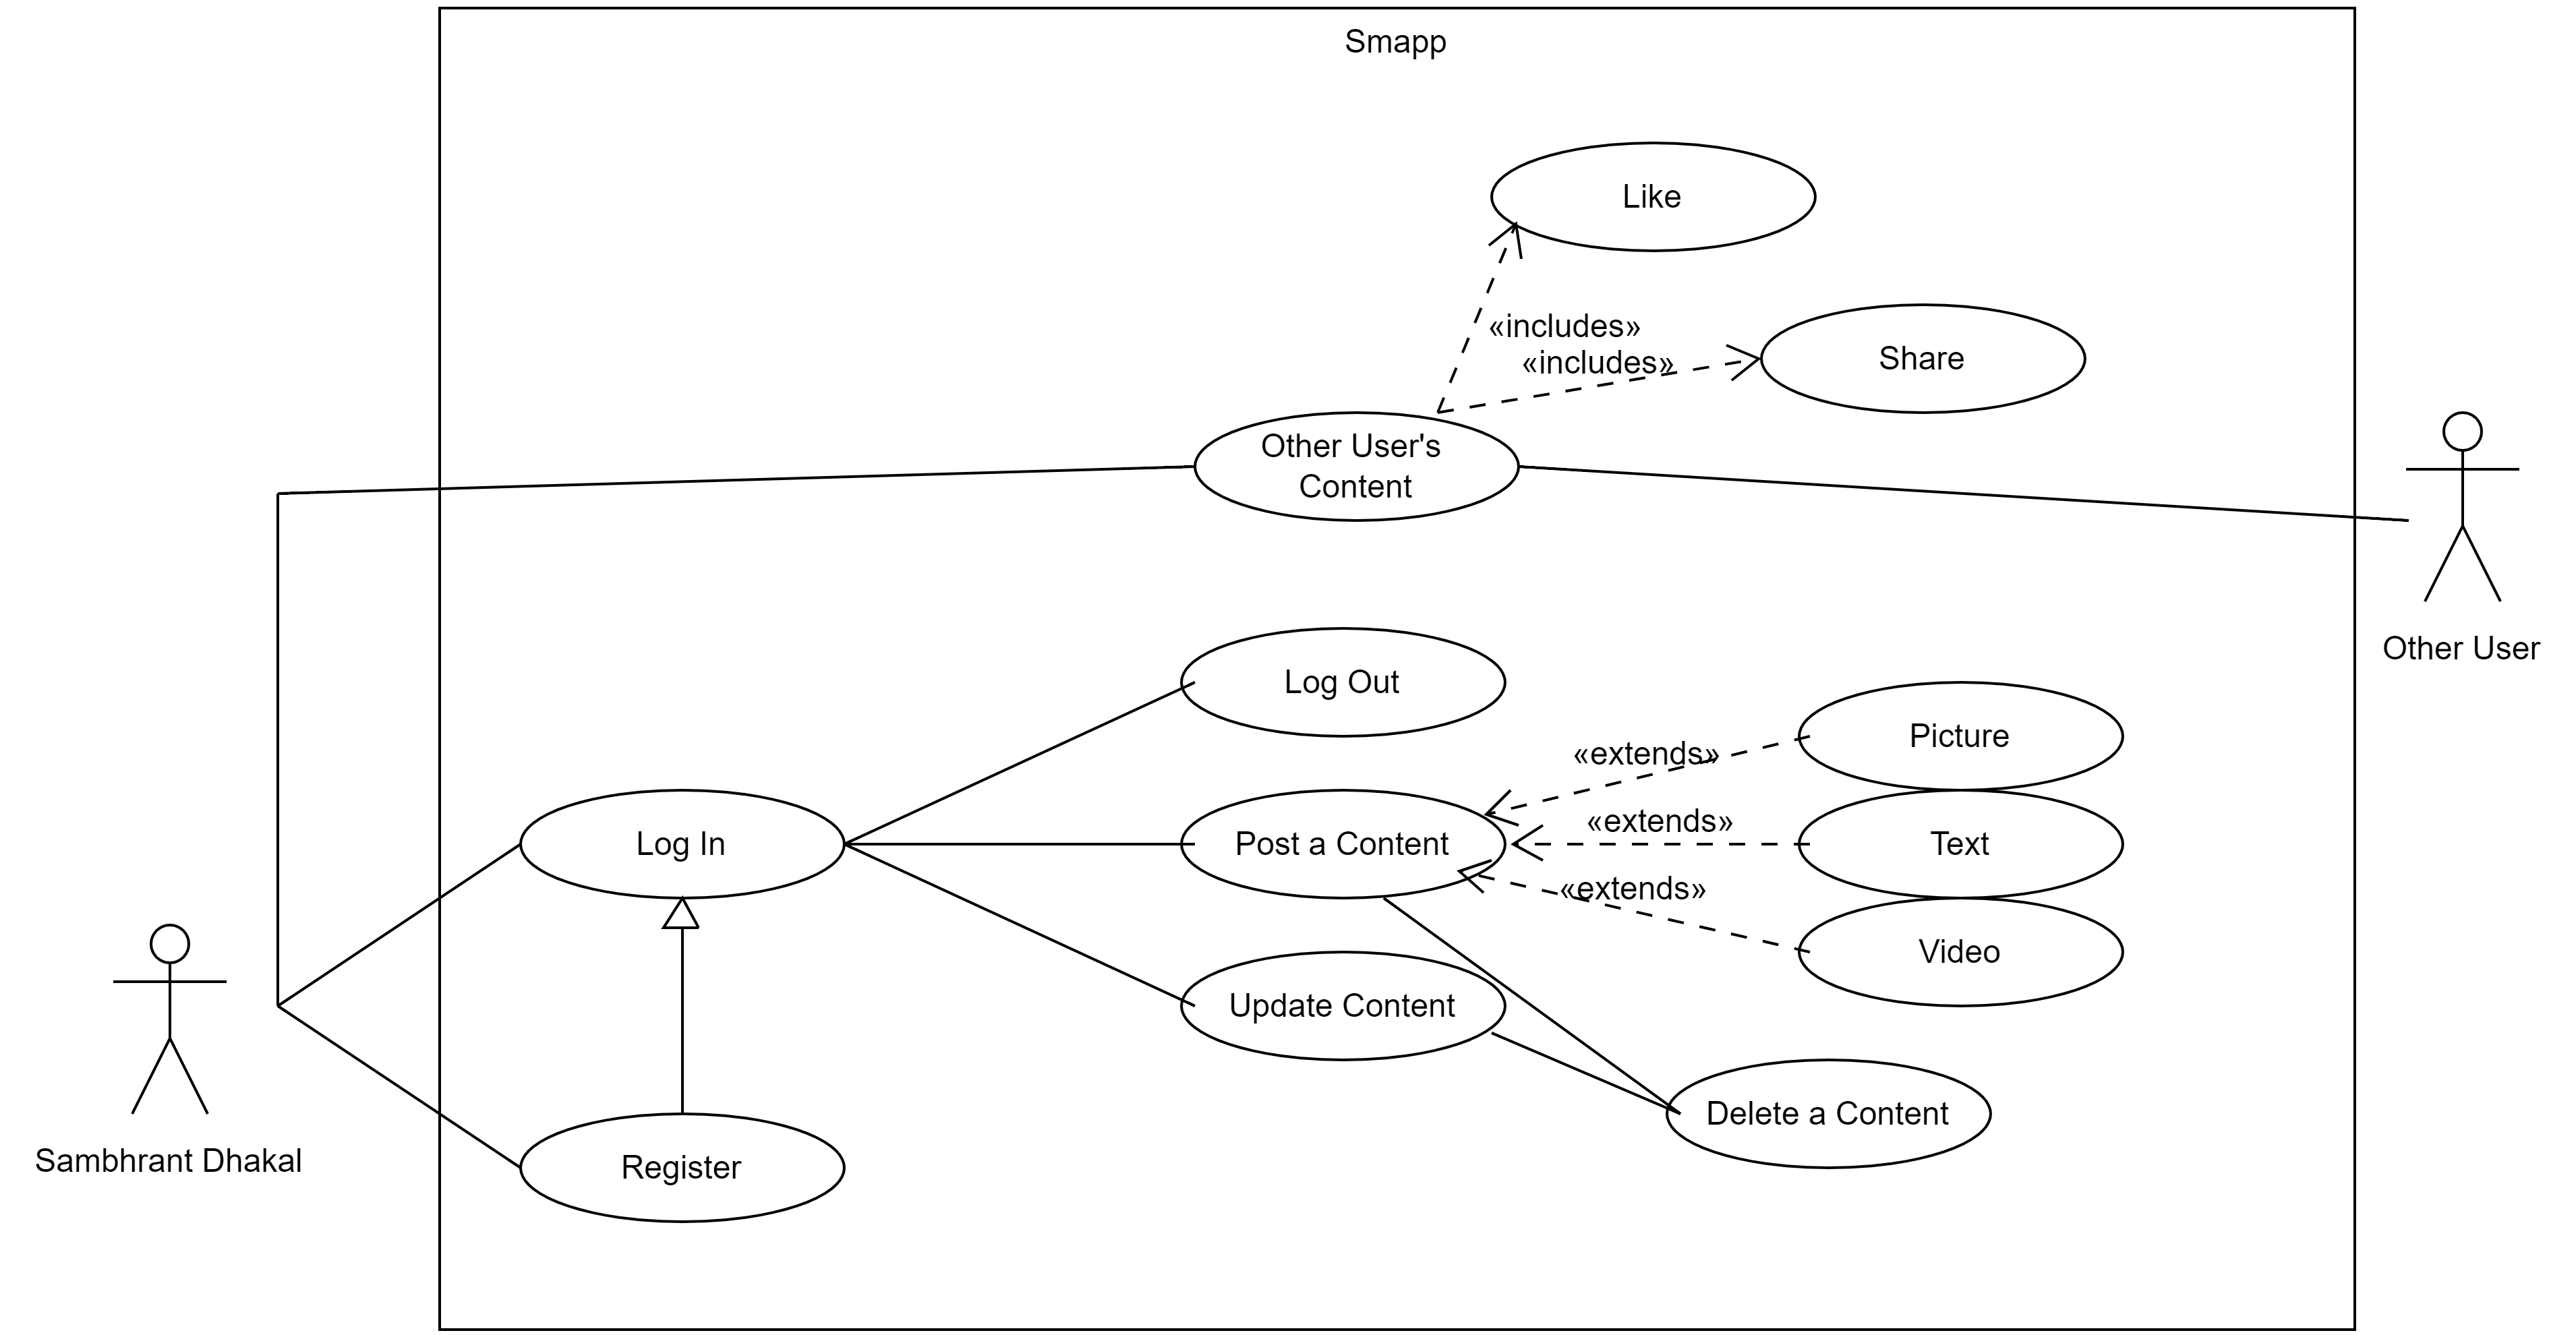 Smapp
Like
«includes»
«includes»
Share
Other User's
Content
Other User
Log Out
Picture
«extends»
«extends»
Log In
Post a Content
Text
«extends»
Video
Update Content
Delete a Content
Sambhrant Dhakal
Register